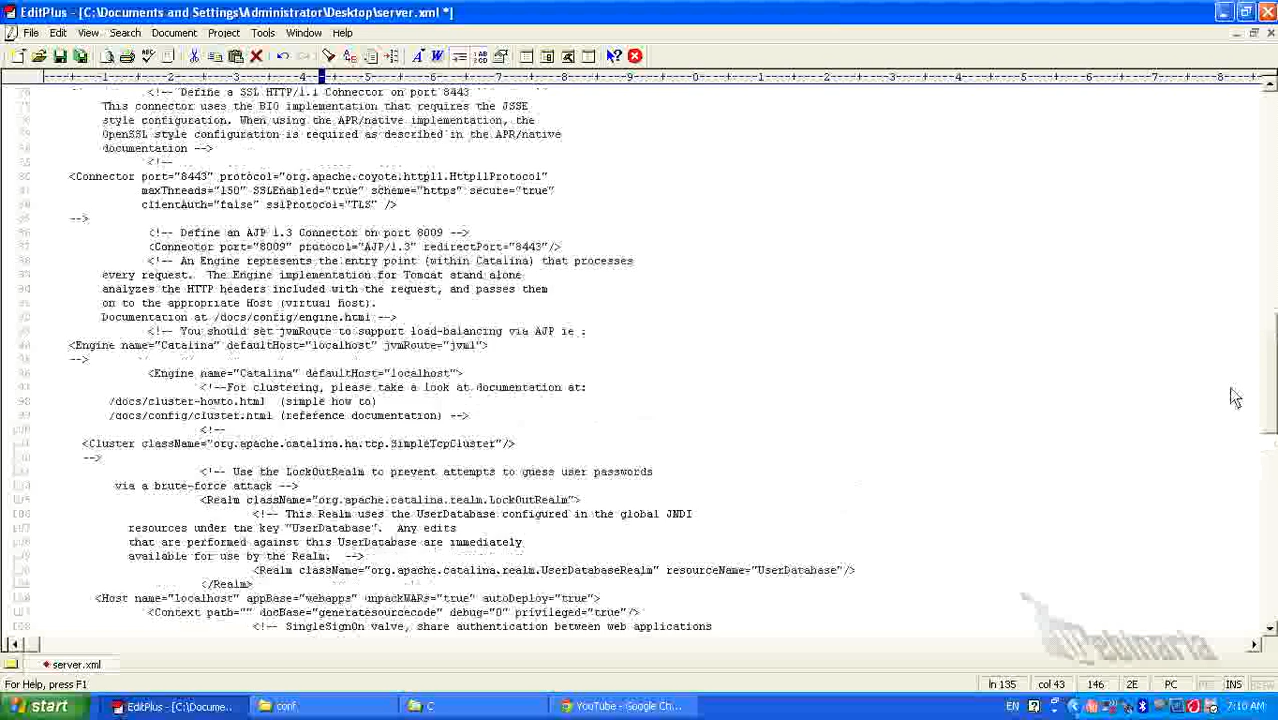 EditPlus - [C:\Documents and Settings\Administrator\Desktop\server.xml *]
File Edit View Search Document Project Tools Window Help
<!-- Define a SSL HTTP/1.1 Connector on port 8443
This connector uses the BIO implementation that requires the JSSE
style configuration. When using the APR/native implementation, the
OpenSSL style configuration is required as described in the APR/native
documentation -->
<!--
<Connector port="8443" protocol="org.apache.coyote.http11.Http11Protocol"
maxThreads="150" SSLEnabled="true" scheme="https" secure="true"
clientAuth="false" sslProtocol="TLS" />
-->
<!-- Define an AJP 1.3 Connector on port 8009 -->
<Connector port="8009" protocol="AJP/1.3" redirectPort="8443"/>
<!-- An Engine represents the entry point (within Catalina) that processes
every request.  The Engine implementation for Tomcat stand alone
analyzes the HTTP headers included with the request, and passes them
on to the appropriate Host (virtual host).
Documentation at /docs/config/engine.html -->
<!-- You should set jvmRoute to support load-balancing via AJP ie :
<Engine name="Catalina" defaultHost="localhost" jvmRoute="jvm1">
-->
<Engine name="Catalina" defaultHost="localhost">
<!--For clustering, please take a look at documentation at:
/docs/cluster-howto.html  (simple how to)
/docs/config/cluster.html (reference documentation) -->
<!--
<Cluster className="org.apache.catalina.ha.tcp.SimpleTcpCluster"/>
-->
<!-- Use the LockOutRealm to prevent attempts to guess user passwords
via a brute-force attack -->
<Realm className="org.apache.catalina.realm.LockOutRealm">
<!-- This Realm uses the UserDatabase configured in the global JNDI
resources under the key "UserDatabase".  Any edits
that are performed against this UserDatabase are immediately
available for use by the Realm.  -->
<Realm className="org.apache.catalina.realm.UserDatabaseRealm" resourceName="UserDatabase"/>
</Realm>
<Host name="localhost" appBase="webapps" unpackWARs="true" autoDeploy="true">
<Context path="" docBase="generatesourcecode" debug="0" privileged="true"/>
<!-- SingleSignOn valve, share authentication between web applications
Webinaria
server.xml
For Help, press F1 ln 135 col 43 146 2E PC INS
start EditPlus - [C:\Docume... conf C YouTube - Google Ch... EN 7:10 AM